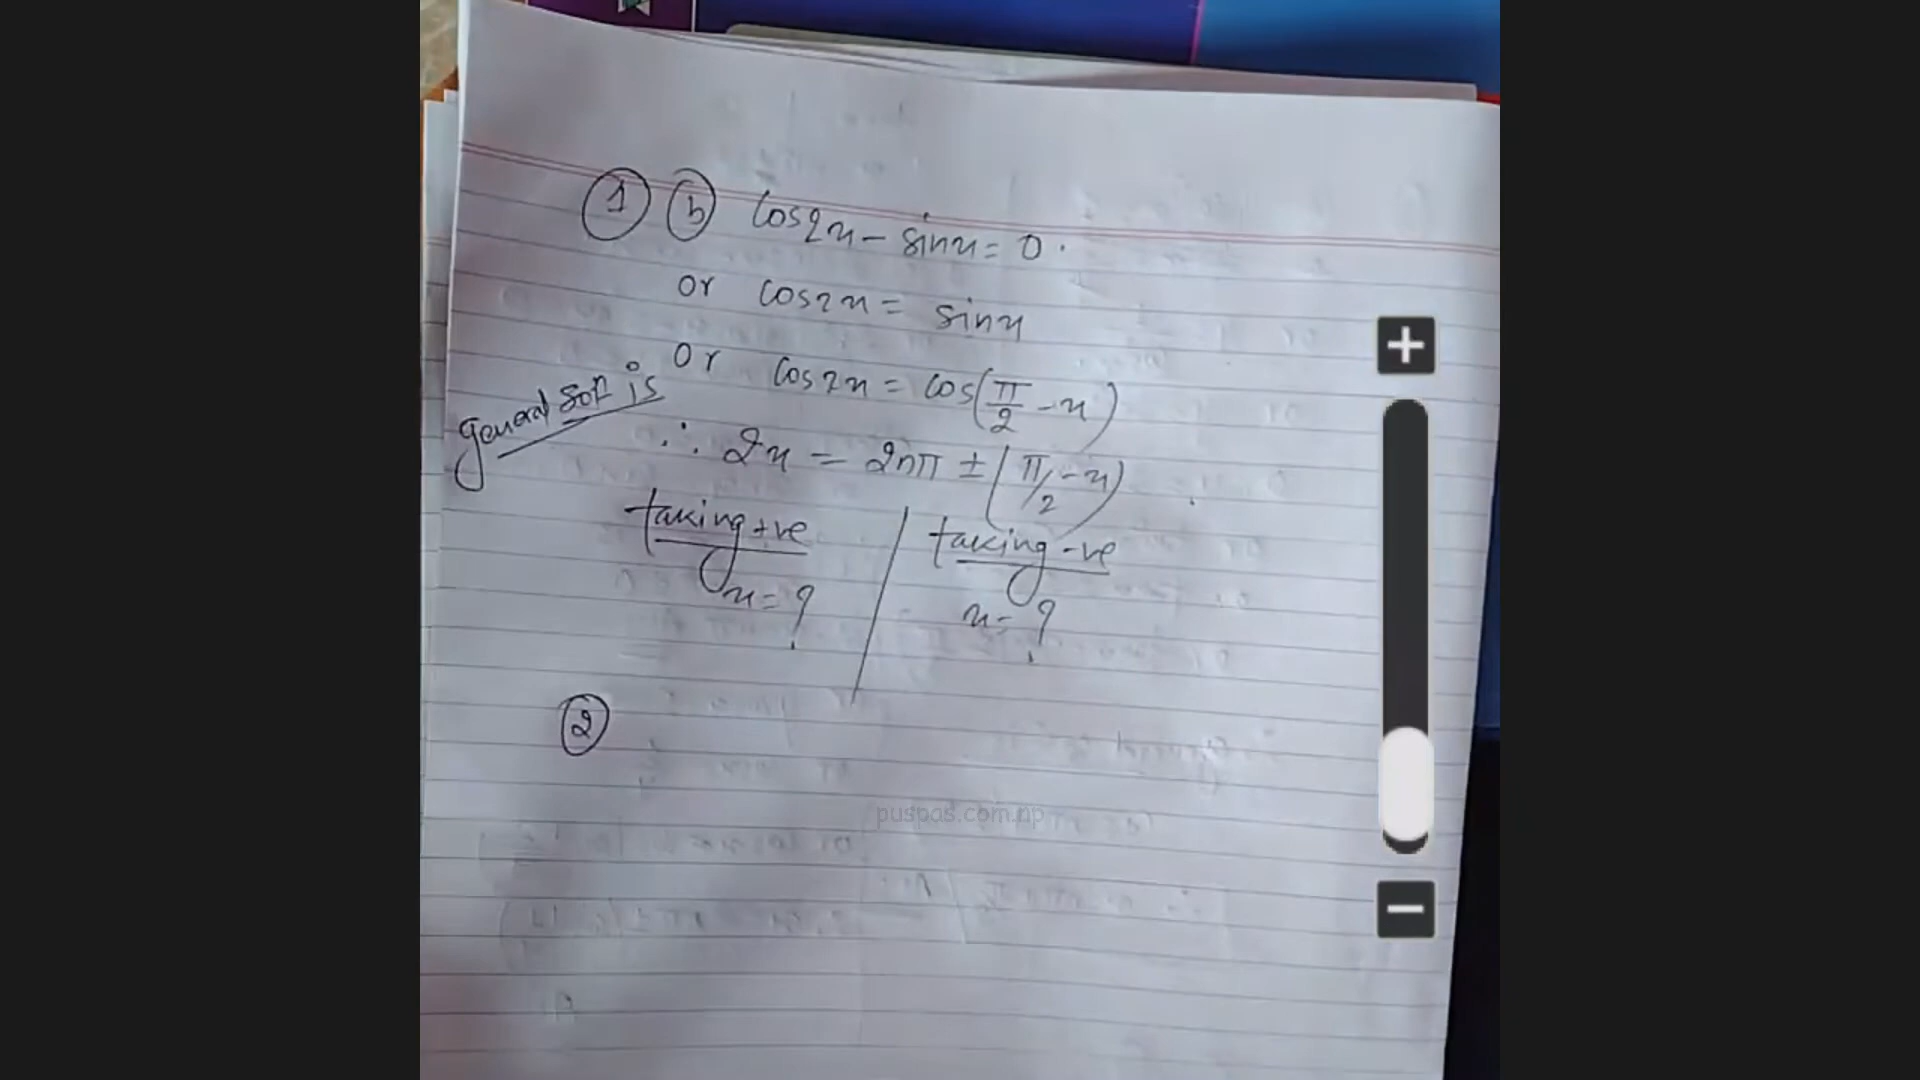 ① ⓑ cos2x - sinx = 0.
or cos2x = sinx
or cos2x = cos(π/2 - x)
general solⁿ is
∴ 2x = 2nπ ± (π/2 - x)
taking +ve | taking -ve
x = ? | x = ?
②
puspas.com.np